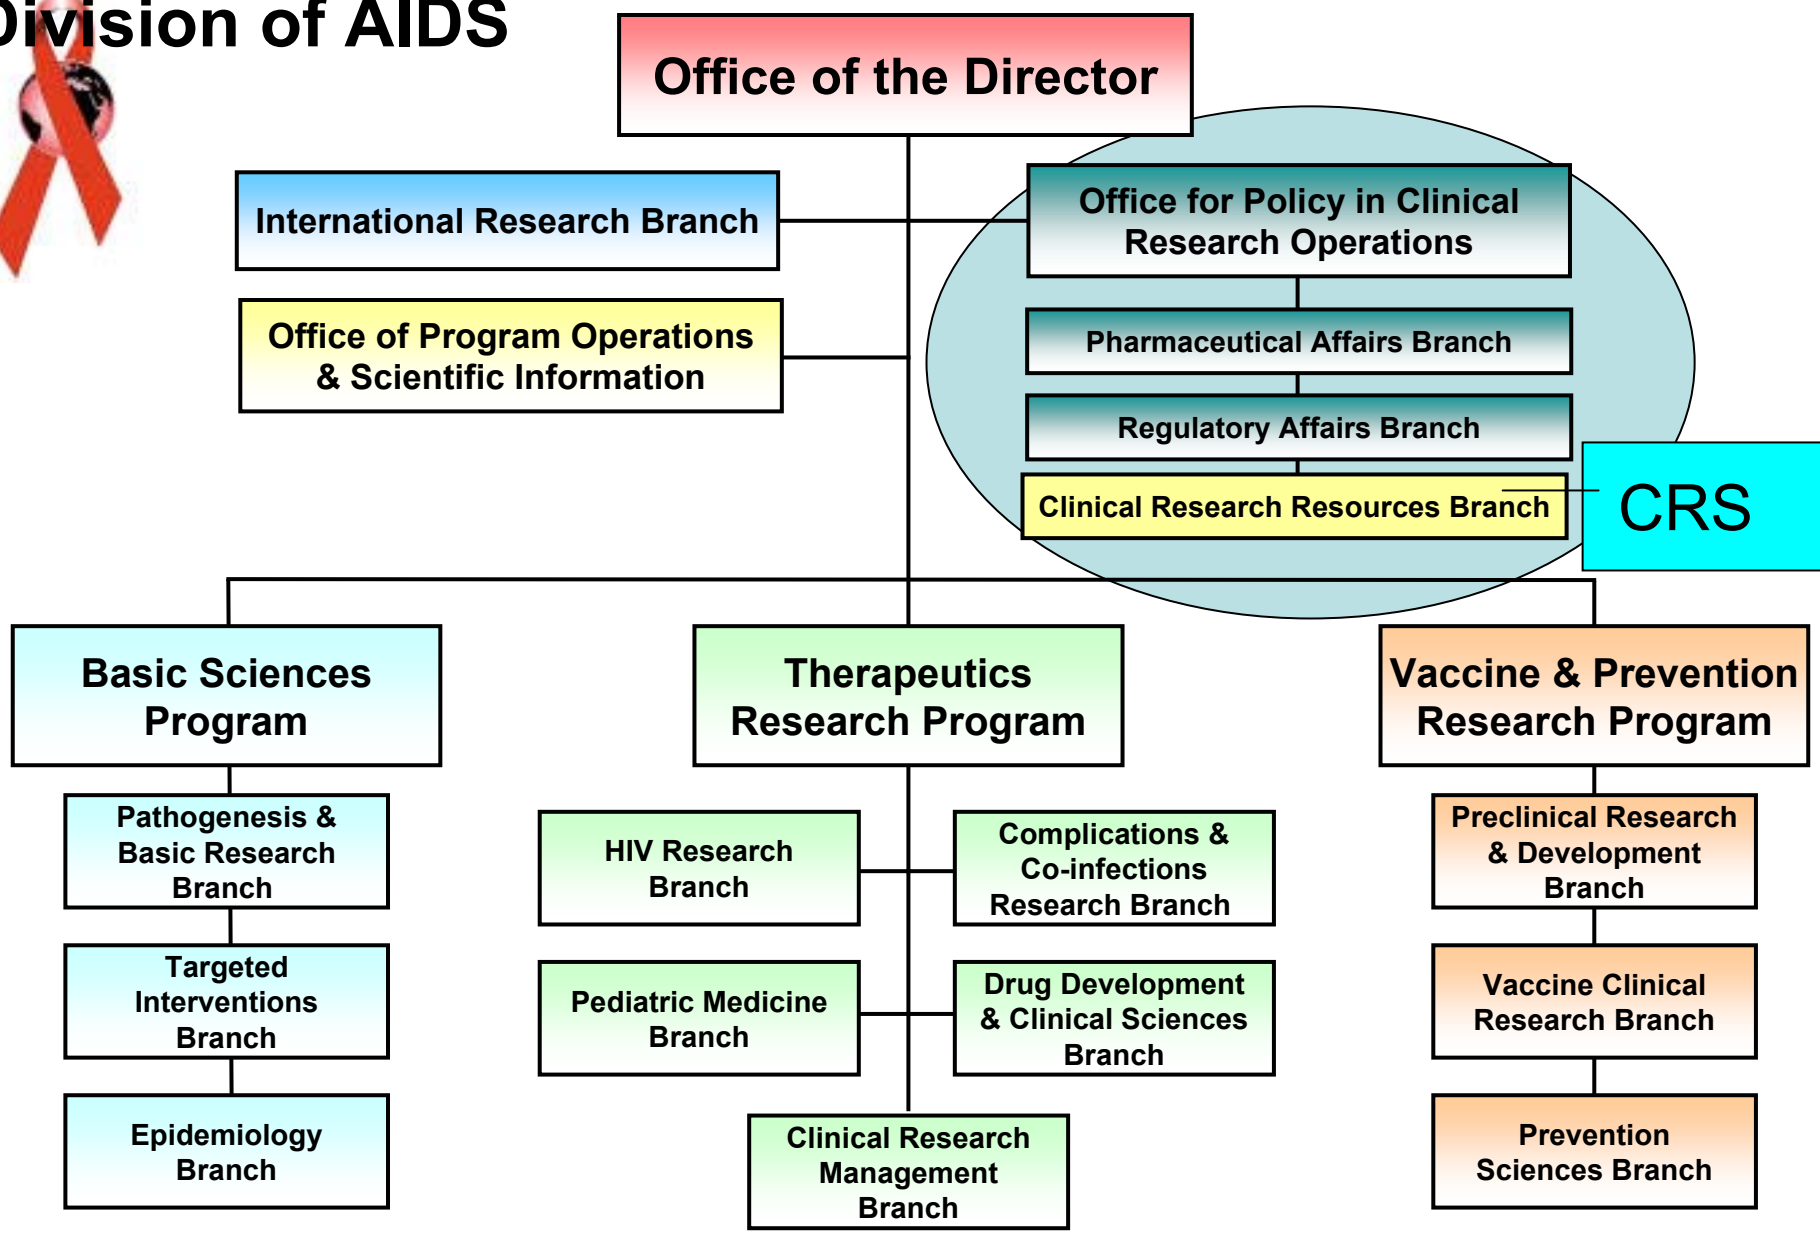 Division of AIDS
Office of the Director
International Research Branch
Office for Policy in Clinical
Research Operations
Office of Program Operations
& Scientific Information
Pharmaceutical Affairs Branch
Regulatory Affairs Branch
Clinical Research Resources Branch
CRS
Basic Sciences
Program
Therapeutics
Research Program
Vaccine & Prevention
Research Program
Pathogenesis &
Basic Research
Branch
Targeted
Interventions
Branch
Epidemiology
Branch
HIV Research
Branch
Complications &
Co-infections
Research Branch
Pediatric Medicine
Branch
Drug Development
& Clinical Sciences
Branch
Clinical Research
Management
Branch
Preclinical Research
& Development
Branch
Vaccine Clinical
Research Branch
Prevention
Sciences Branch